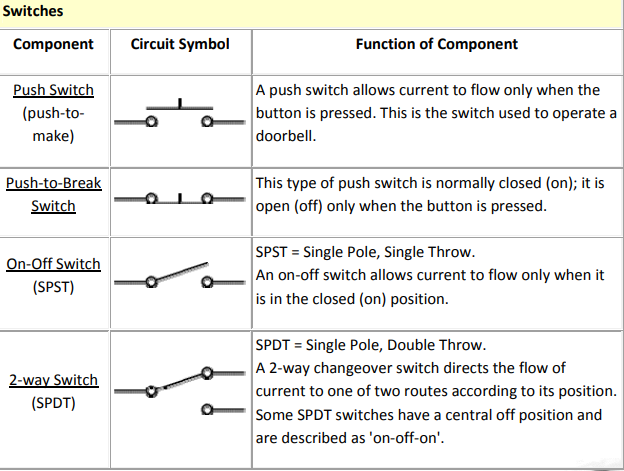 Switches
Component
Circuit Symbol
Function of Component
Push Switch
(push-to-
make)
A push switch allows current to flow only when the
button is pressed. This is the switch used to operate a
doorbell.
Push-to-Break
Switch
This type of push switch is normally closed (on); it is
open (off) only when the button is pressed.
On-Off Switch
(SPST)
SPST = Single Pole, Single Throw.
An on-off switch allows current to flow only when it
is in the closed (on) position.
2-way Switch
(SPDT)
SPDT = Single Pole, Double Throw.
A 2-way changeover switch directs the flow of
current to one of two routes according to its position.
Some SPDT switches have a central off position and
are described as 'on-off-on'.